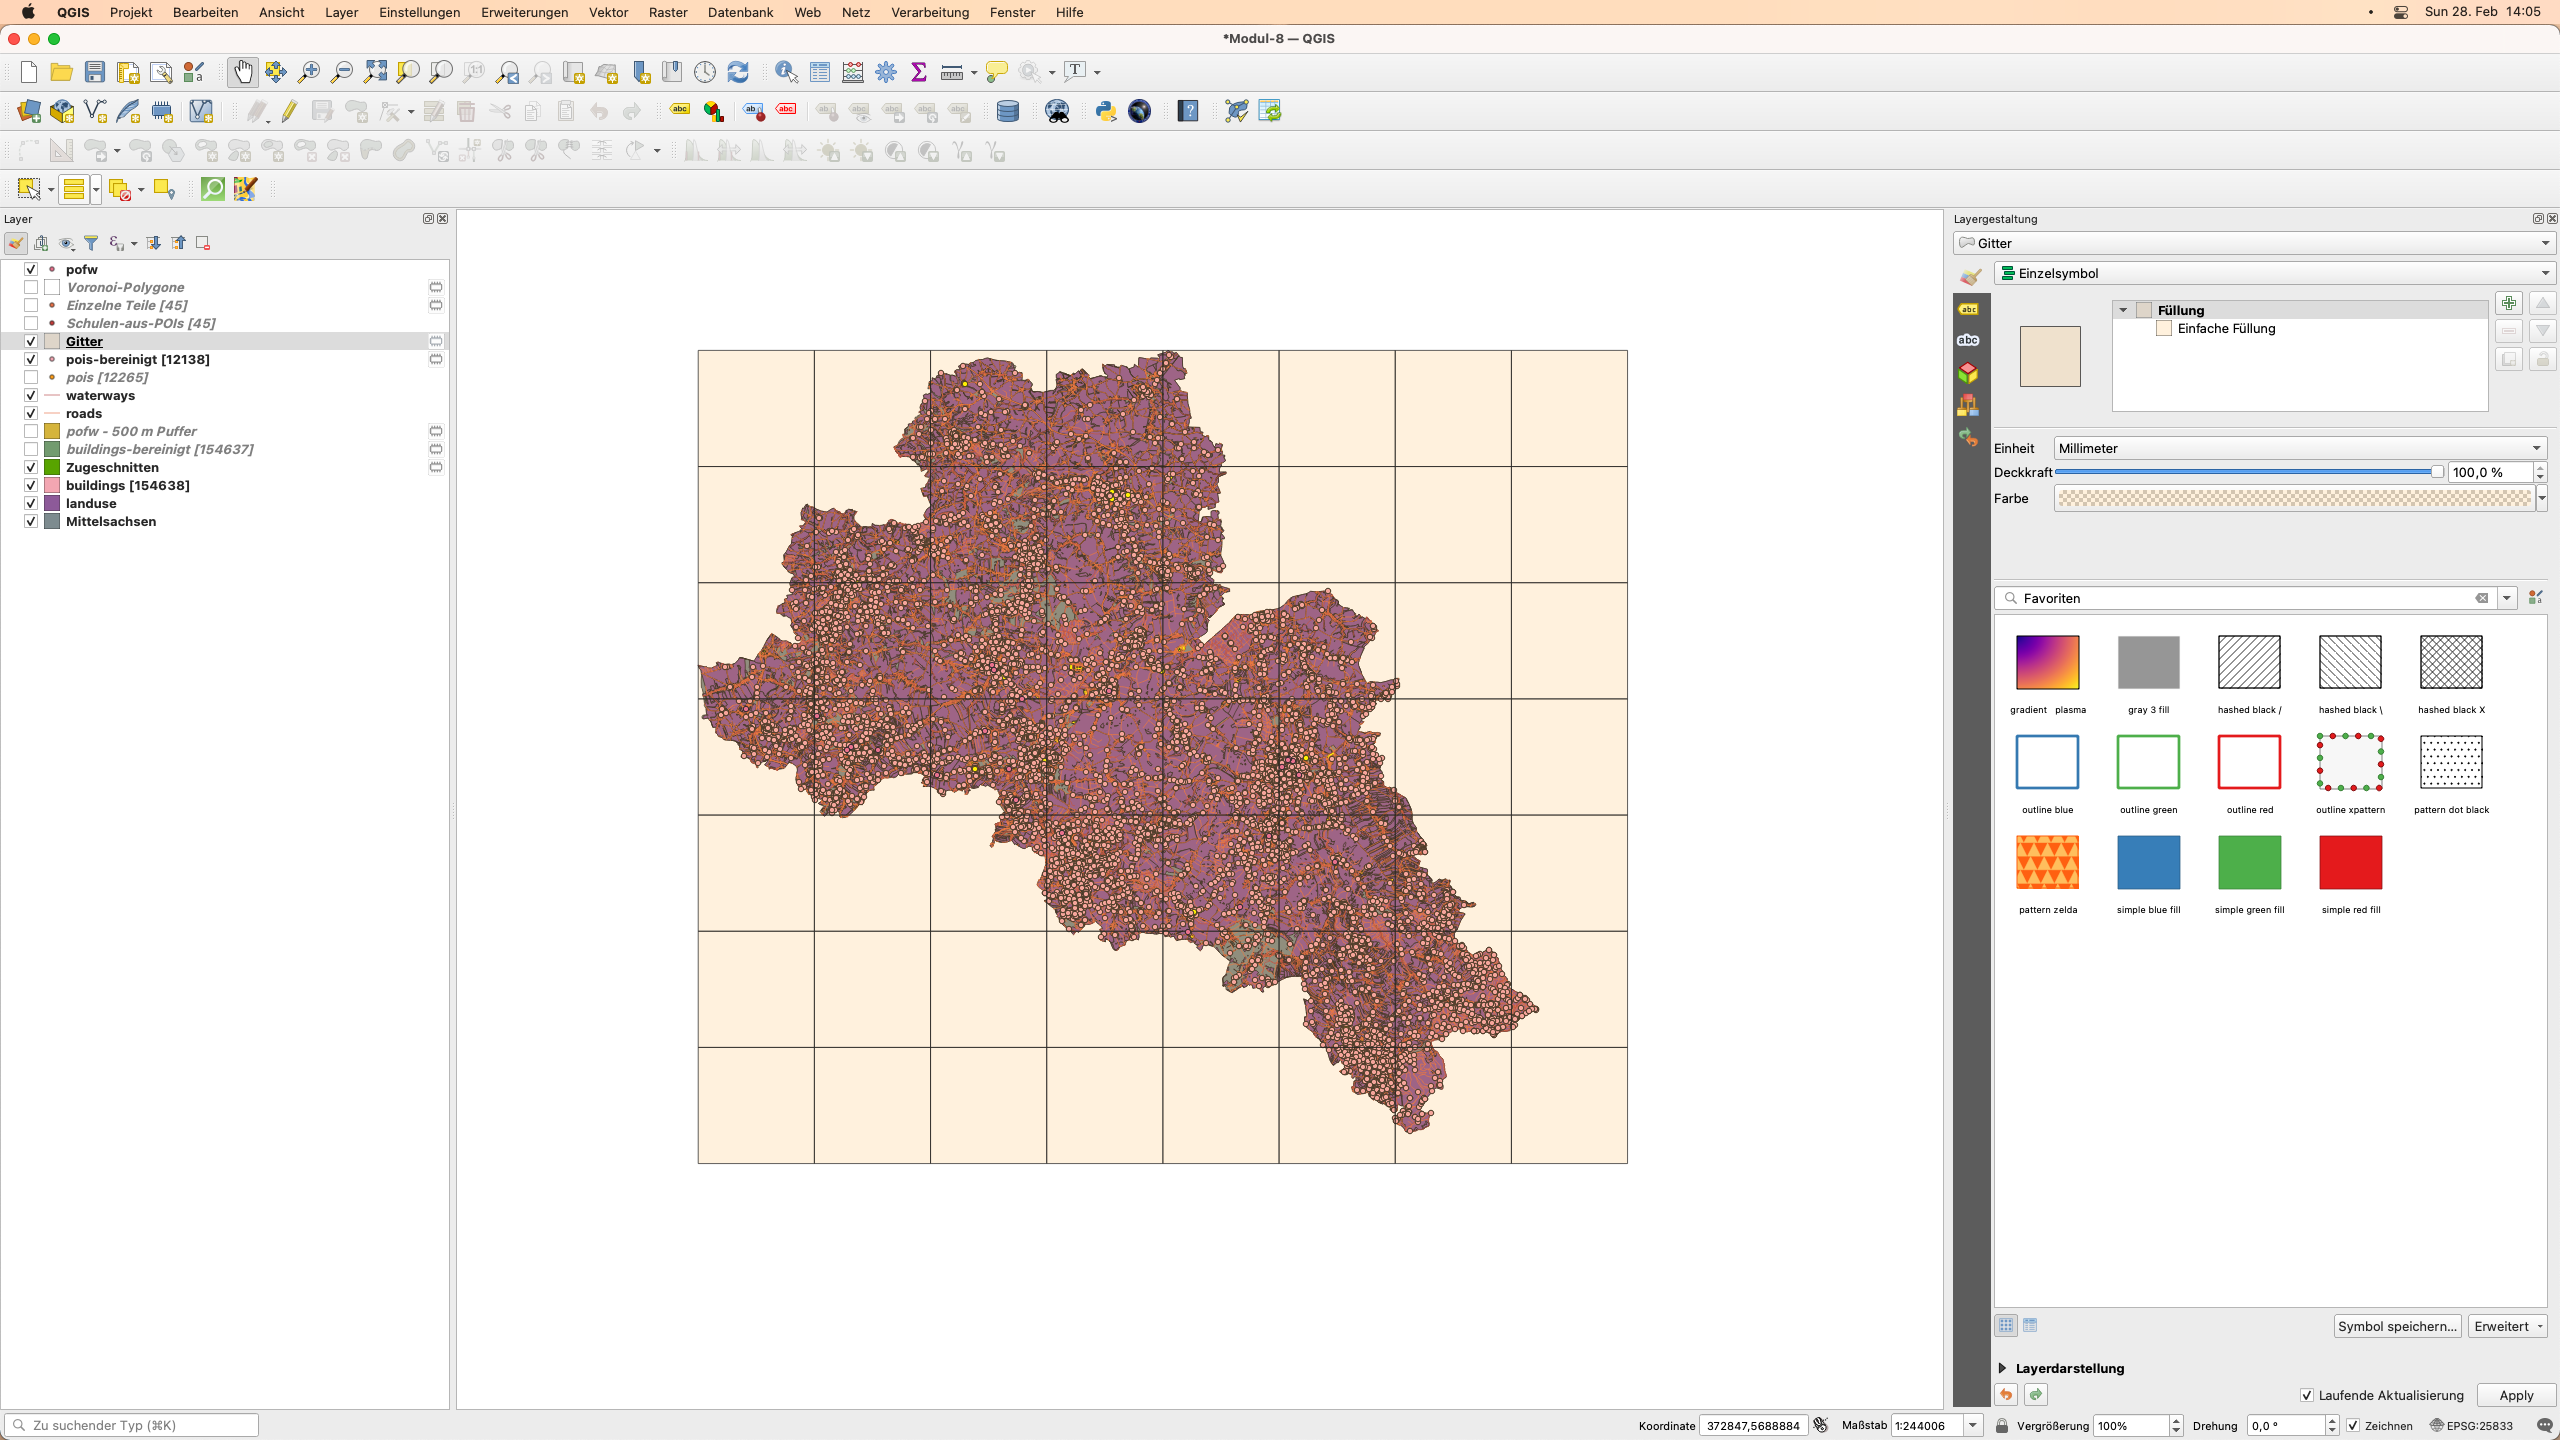 QGIS Projekt Bearbeiten Ansicht Layer Einstellungen Erweiterungen Vektor Raster Datenbank Web Netz Verarbeitung Fenster Hilfe Sun 28. Feb 14:05
*Modul-8 — QGIS
Layer
pofw
Voronoi-Polygone
Einzelne Teile [45]
Schulen-aus-POIs [45]
Gitter
pois-bereinigt [12138]
pois [12265]
waterways
roads
pofw - 500 m Puffer
buildings-bereinigt [154637]
Zugeschnitten
buildings [154638]
landuse
Mittelsachsen
Layergestaltung
Gitter
Einzelsymbol
Füllung
Einfache Füllung
Einheit Millimeter
Deckkraft 100,0 %
Farbe
Favoriten
gradient plasma gray 3 fill hashed black / hashed black \ hashed black X
outline blue outline green outline red outline xpattern pattern dot black
pattern zelda simple blue fill simple green fill simple red fill
Symbol speichern... Erweitert
Layerdarstellung
Laufende Aktualisierung Apply
Zu suchender Typ (⌘K) Koordinate 372847,5688884 Maßstab 1:244006 Vergrößerung 100% Drehung 0,0 ° Zeichnen EPSG:25833